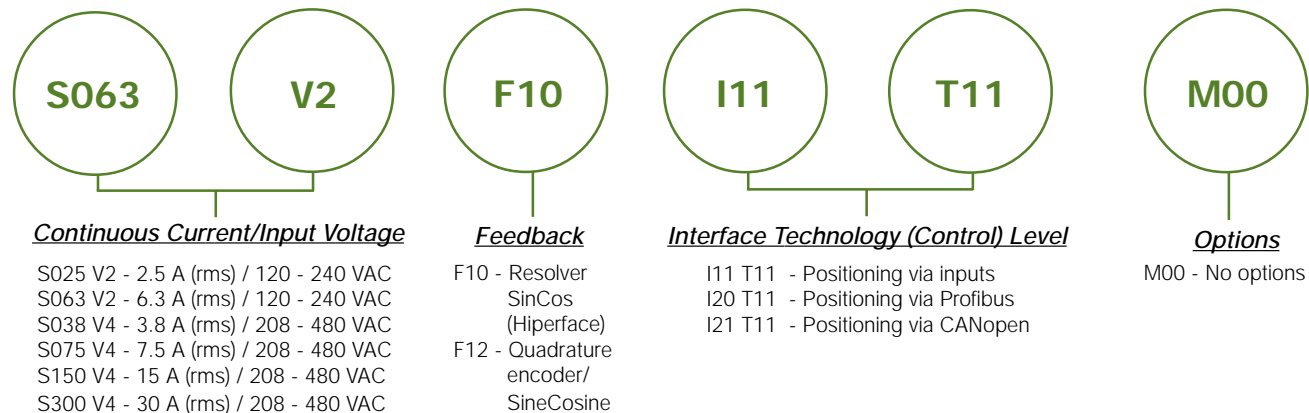 S063 V2 F10 I11 T11 M00
Continuous Current/Input Voltage
S025 V2 - 2.5 A (rms) / 120 - 240 VAC
S063 V2 - 6.3 A (rms) / 120 - 240 VAC
S038 V4 - 3.8 A (rms) / 208 - 480 VAC
S075 V4 - 7.5 A (rms) / 208 - 480 VAC
S150 V4 - 15 A (rms) / 208 - 480 VAC
S300 V4 - 30 A (rms) / 208 - 480 VAC
Feedback
F10 - Resolver
SinCos
(Hiperface)
F12 - Quadrature
encoder/
SineCosine
Interface Technology (Control) Level
I11 T11 - Positioning via inputs
I20 T11 - Positioning via Profibus
I21 T11 - Positioning via CANopen
Options
M00 - No options